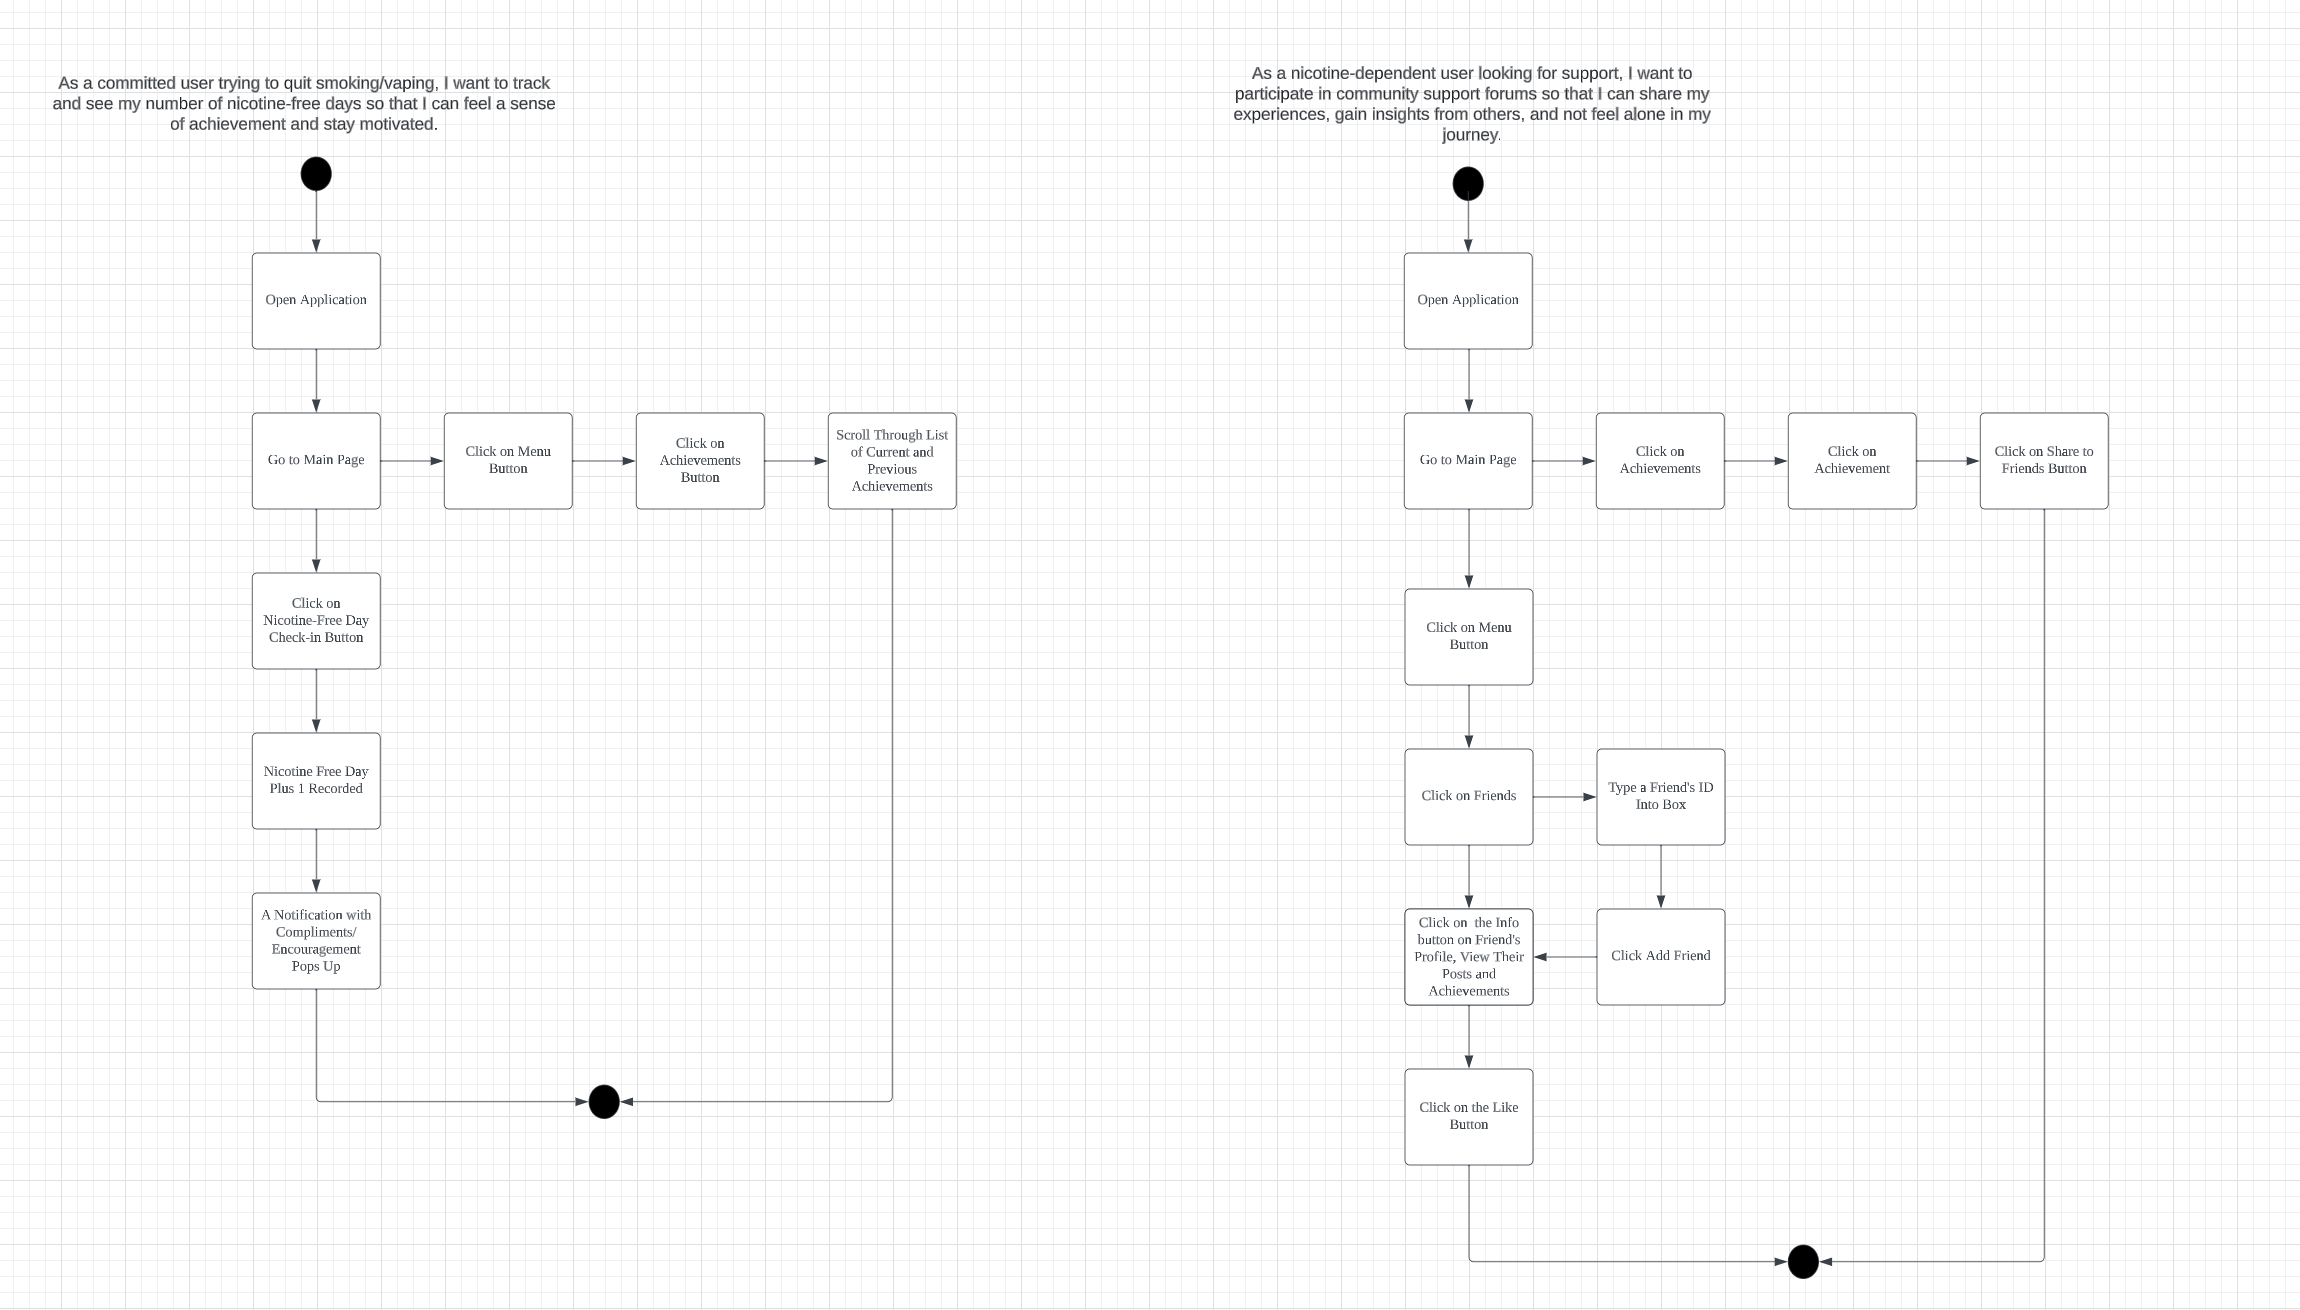 As a committed user trying to quit smoking/vaping, I want to track
and see my number of nicotine-free days so that I can feel a sense
of achievement and stay motivated.
Open Application
Go to Main Page
Click on Menu
Button
Click on
Achievements
Button
Scroll Through List
of Current and
Previous
Achievements
Click on
Nicotine-Free Day
Check-in Button
Nicotine Free Day
Plus 1 Recorded
A Notification with
Compliments/
Encouragement
Pops Up
As a nicotine-dependent user looking for support, I want to
participate in community support forums so that I can share my
experiences, gain insights from others, and not feel alone in my
journey.
Open Application
Go to Main Page
Click on
Achievements
Click on
Achievement
Click on Share to
Friends Button
Click on Menu
Button
Click on Friends
Type a Friend's ID
Into Box
Click on  the Info
button on Friend's
Profile, View Their
Posts and
Achievements
Click Add Friend
Click on the Like
Button